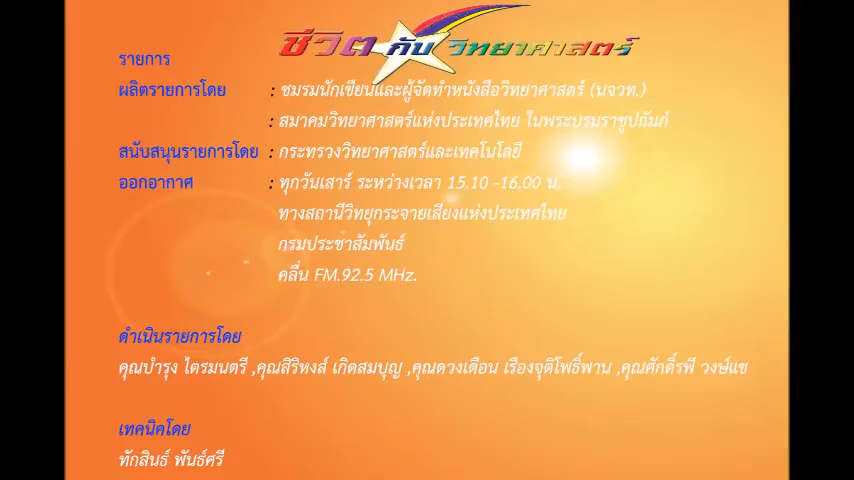 ชีวิต กับ วิทยาศาสตร์
รายการ
ผลิตรายการโดย : ชมรมนักเขียนและผู้จัดทำหนังสือวิทยาศาสตร์ (นจวท.)
: สมาคมวิทยาศาสตร์แห่งประเทศไทย ในพระบรมราชูปถัมภ์
สนับสนุนรายการโดย : กระทรวงวิทยาศาสตร์และเทคโนโลยี
ออกอากาศ : ทุกวันเสาร์ ระหว่างเวลา 15.10 -16.00 น.
ทางสถานีวิทยุกระจายเสียงแห่งประเทศไทย
กรมประชาสัมพันธ์
คลื่น FM.92.5 MHz.
ดำเนินรายการโดย
คุณบำรุง ไตรมนตรี ,คุณสิริหงส์ เกิดสมบุญ ,คุณดวงเดือน เรืองจุติโพธิ์พาน ,คุณศักดิ์รพี วงษ์แข
เทคนิคโดย
ทักสินธ์ พันธ์ศรี